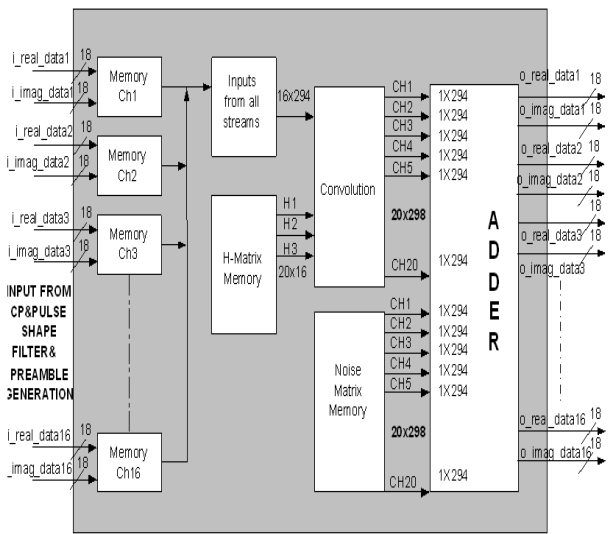 i_real_data1 18
i_imag_data1 18
i_real_data2 18
i_imag_data2 18
i_real_data3 18
i_imag_data3 18
INPUT FROM
CP&PULSE
SHAPE
FILTER&
PREAMBLE
GENERATION
i_real_data16 18
_imag_data16 18
Memory
Ch1
Memory
Ch2
Memory
Ch3
Memory
Ch16
Inputs
from all
streams
16x294
H-Matrix
Memory
H1
H2
H3
20x16
Convolution
CH1
CH2
CH3
CH4
CH5
20x298
CH20
Noise
Matrix
Memory
CH1
CH2
CH3
CH4
CH5
20x298
CH20
1X294
1X294
1X294
1X294
1X294
1X294
1X294
1X294
1X294
1X294
1X294
1X294
A
D
D
E
R
o_real_data1 18
o_imag_data1 18
o_real_data2 18
o_imag_data2 18
o_real_data3 18
o_imag_data3 18
o_real_data16 18
o_imag_data16 18